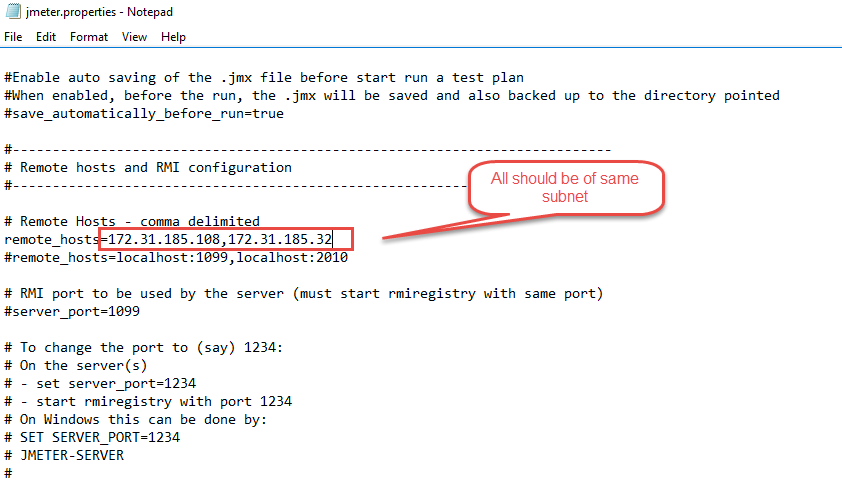 jmeter.properties - Notepad
File Edit Format View Help
#Enable auto saving of the .jmx file before start run a test plan
#When enabled, before the run, the .jmx will be saved and also backed up to the directory pointed
#save_automatically_before_run=true
#---------------------------------------------------------------------------
# Remote hosts and RMI configuration
#---------------------------------------------------------
All should be of same
subnet
# Remote Hosts - comma delimited
remote_hosts=172.31.185.108,172.31.185.32
#remote_hosts=localhost:1099,localhost:2010
# RMI port to be used by the server (must start rmiregistry with same port)
#server_port=1099
# To change the port to (say) 1234:
# On the server(s)
# - set server_port=1234
# - start rmiregistry with port 1234
# On Windows this can be done by:
# SET SERVER_PORT=1234
# JMETER-SERVER
#